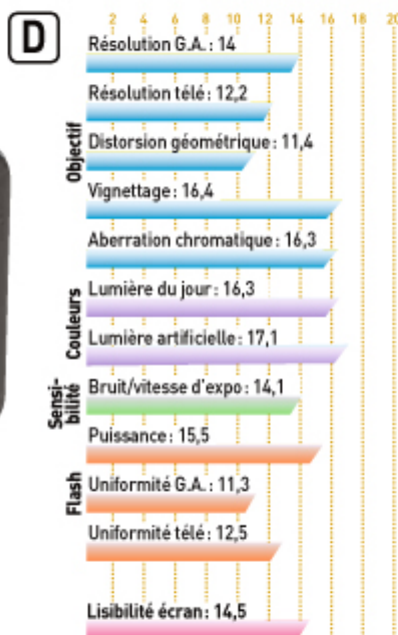 D
2 4 6 8 10 12 14 16 18 20
Résolution G.A. : 14
Résolution télé : 12,2
Distorsion géométrique : 11,4
Vignettage : 16,4
Aberration chromatique : 16,3
Objectif
Lumière du jour : 16,3
Lumière artificielle : 17,1
Couleurs
Bruit/vitesse d'expo : 14,1
Sensi-
bilité
Puissance : 15,5
Uniformité G.A. : 11,3
Uniformité télé : 12,5
Flash
Lisibilité écran : 14,5